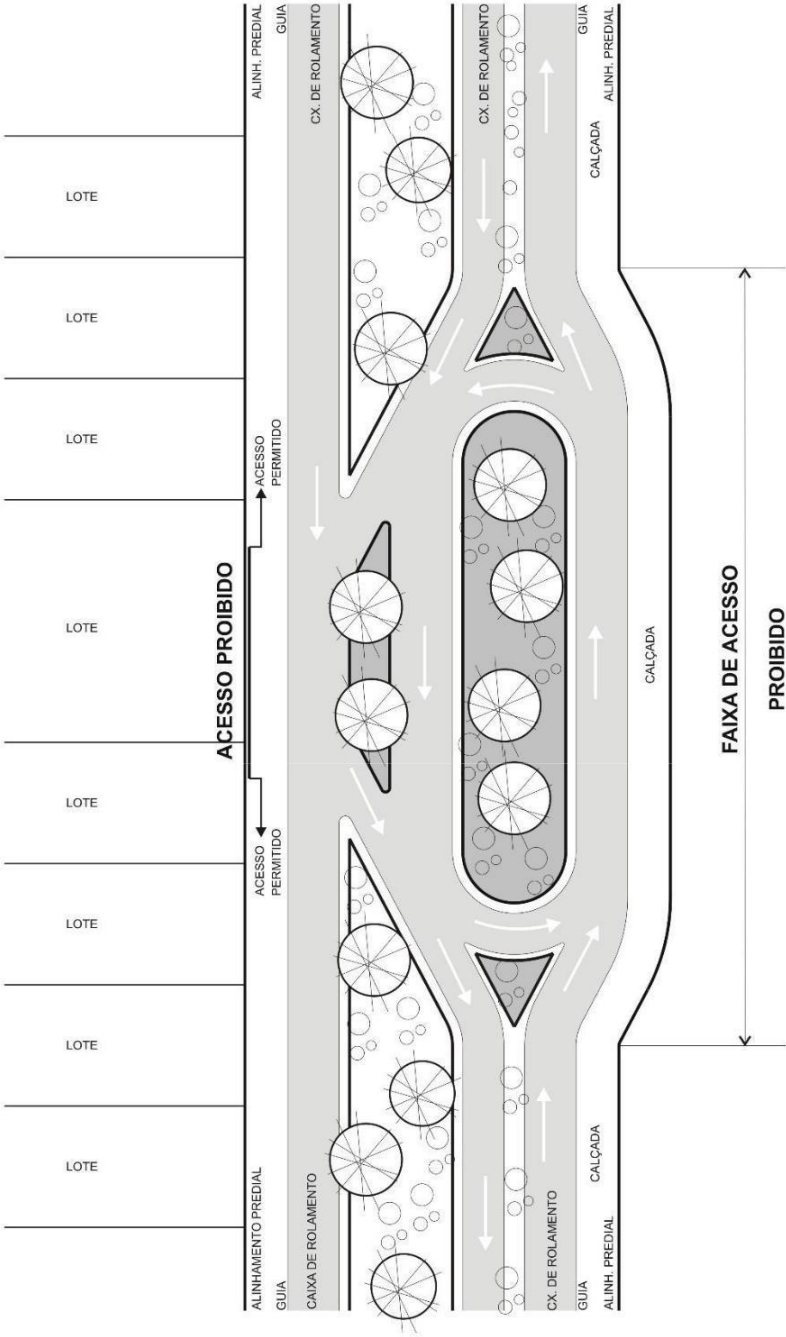 ALINH. PREDIAL
GUIA
CX. DE ROLAMENTO
CX. DE ROLAMENTO
GUIA
ALINH. PREDIAL
CALÇADA
LOTE
LOTE
LOTE
ACESSO
PERMITIDO
ACESSO PROIBIDO
LOTE
CALÇADA
FAIXA DE ACESSO
PROIBIDO
LOTE
ACESSO
PERMITIDO
LOTE
LOTE
LOTE
CALÇADA
ALINHAMENTO PREDIAL
GUIA
CAIXA DE ROLAMENTO
CX. DE ROLAMENTO
GUIA
ALINH. PREDIAL